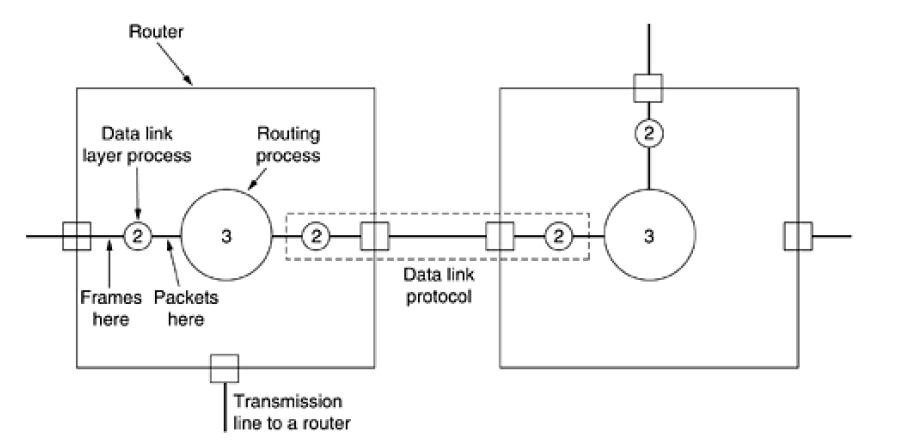 Router
Data link
layer process
Routing
process
2
2
3
2
2
3
Frames
here
Packets
here
Data link
protocol
Transmission
line to a router